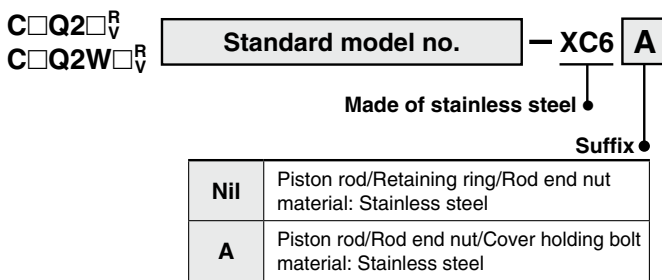 C□Q2□R/V
C□Q2W□R/V
Standard model no. — XC6 A
Made of stainless steel
Suffix
Nil Piston rod/Retaining ring/Rod end nut
material: Stainless steel
A Piston rod/Rod end nut/Cover holding bolt
material: Stainless steel